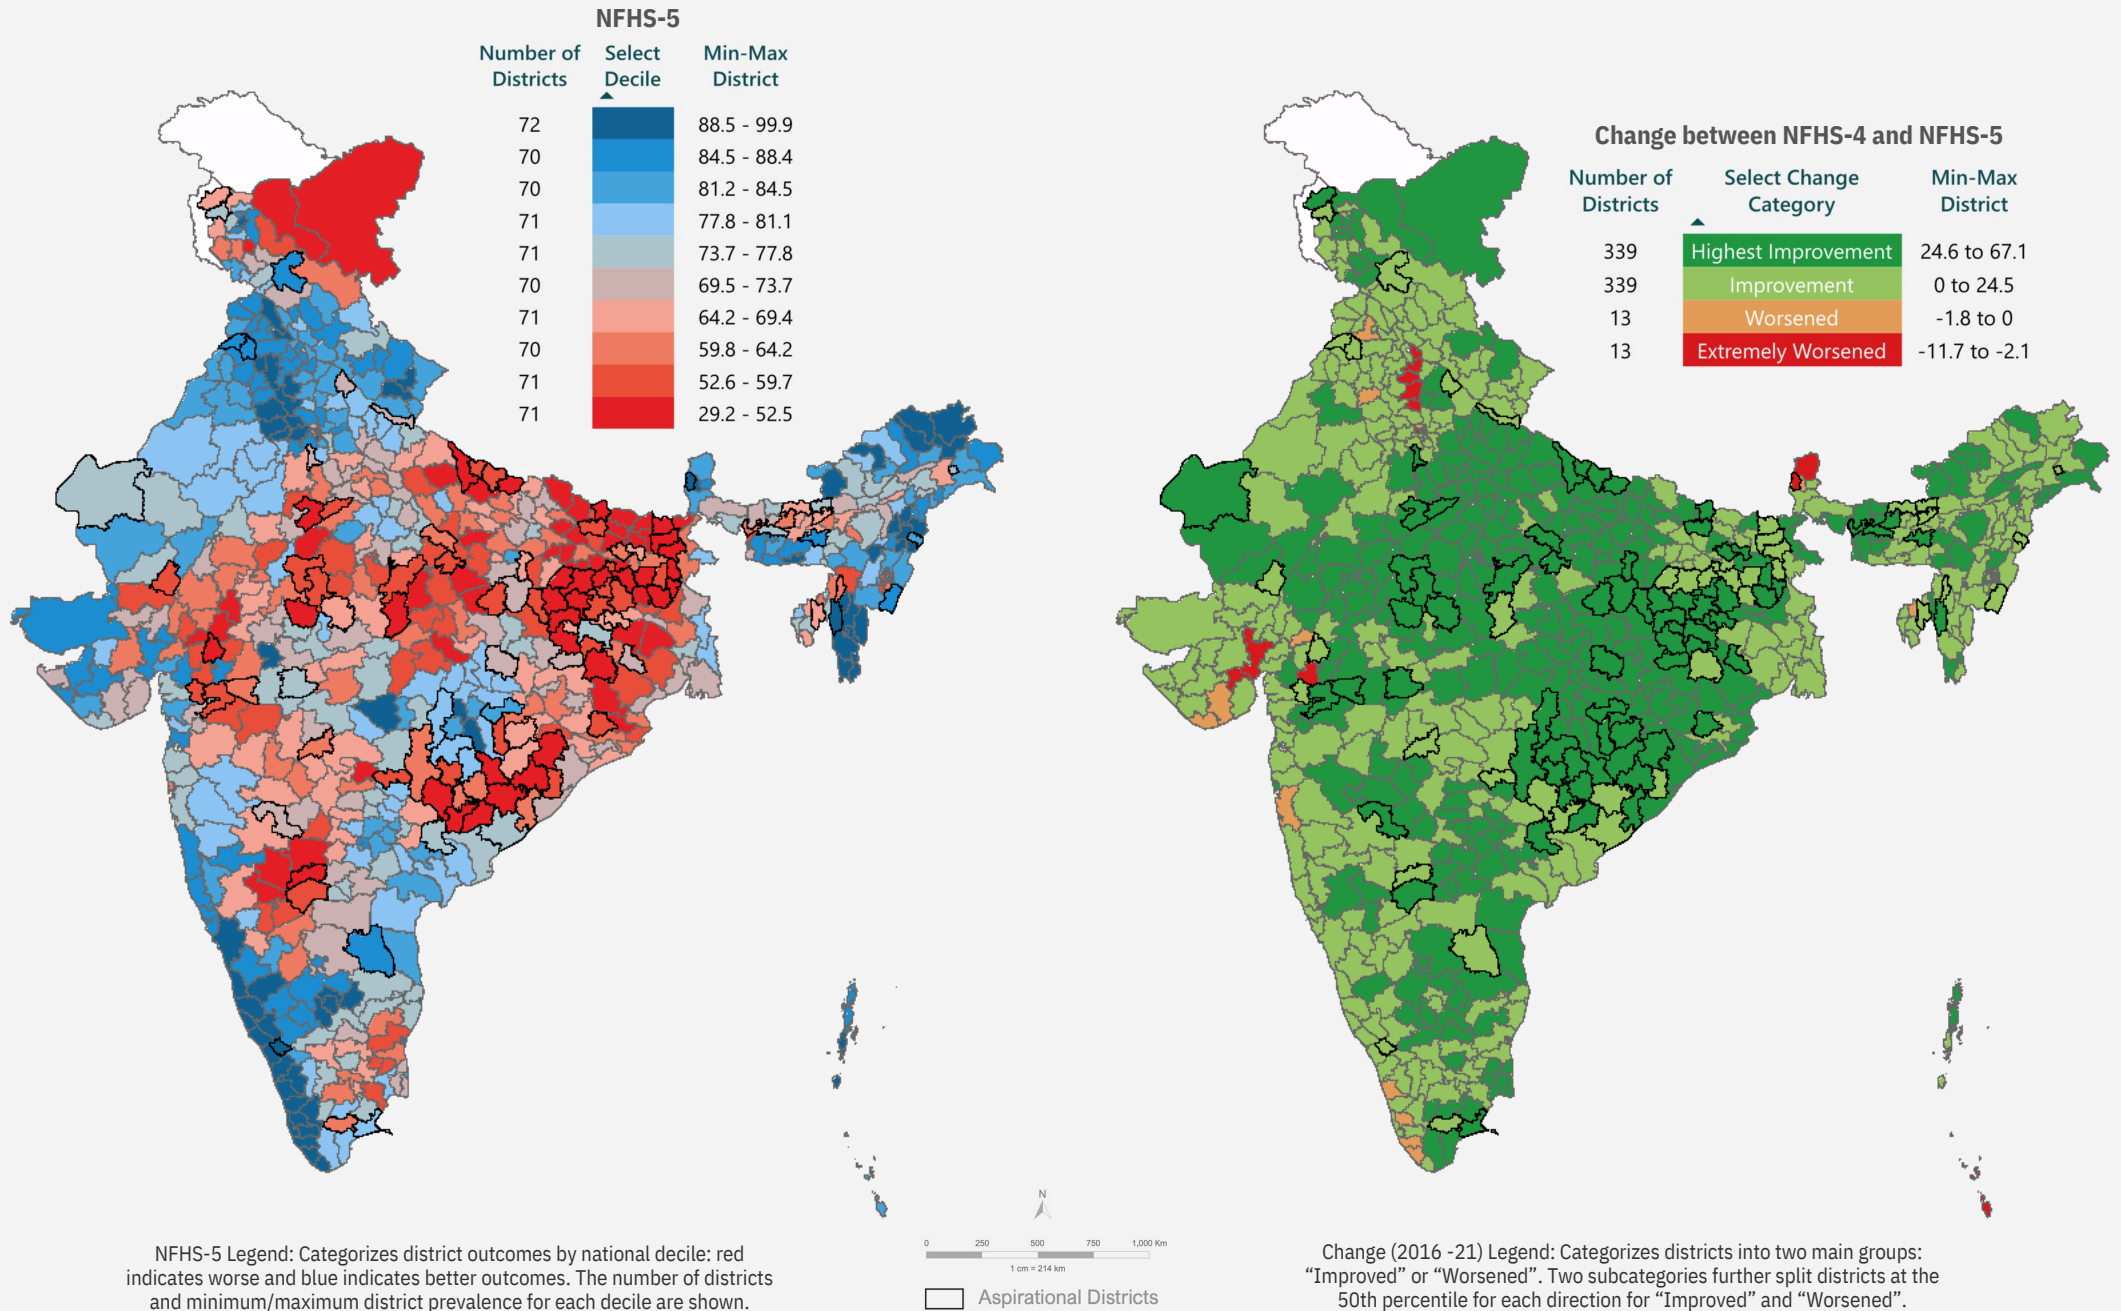 NFHS-5
Number of Districts Select Decile Min-Max District
72 88.5 - 99.9
70 84.5 - 88.4
70 81.2 - 84.5
71 77.8 - 81.1
71 73.7 - 77.8
70 69.5 - 73.7
71 64.2 - 69.4
70 59.8 - 64.2
71 52.6 - 59.7
71 29.2 - 52.5
Change between NFHS-4 and NFHS-5
Number of Districts Select Change Category Min-Max District
339 Highest Improvement 24.6 to 67.1
339 Improvement 0 to 24.5
13 Worsened -1.8 to 0
13 Extremely Worsened -11.7 to -2.1
NFHS-5 Legend: Categorizes district outcomes by national decile: red
indicates worse and blue indicates better outcomes. The number of districts
and minimum/maximum district prevalence for each decile are shown.
N
0 250 500 750 1,000 Km
1 cm = 214 km
Aspirational Districts
Change (2016 -21) Legend: Categorizes districts into two main groups:
“Improved” or “Worsened”. Two subcategories further split districts at the
50th percentile for each direction for “Improved” and “Worsened”.